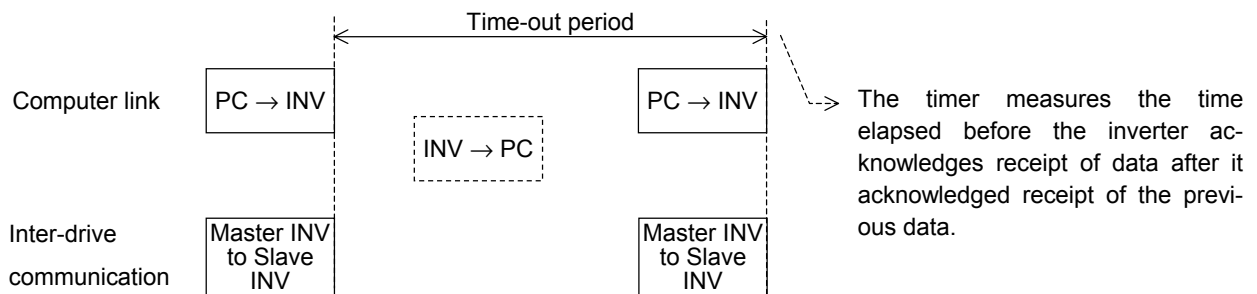 Time-out period
Computer link
PC → INV
PC → INV
INV → PC
The timer measures the time
elapsed before the inverter ac-
knowledges receipt of data after it
acknowledged receipt of the previ-
ous data.
Inter-drive
communication
Master INV
to Slave
INV
Master INV
to Slave
INV